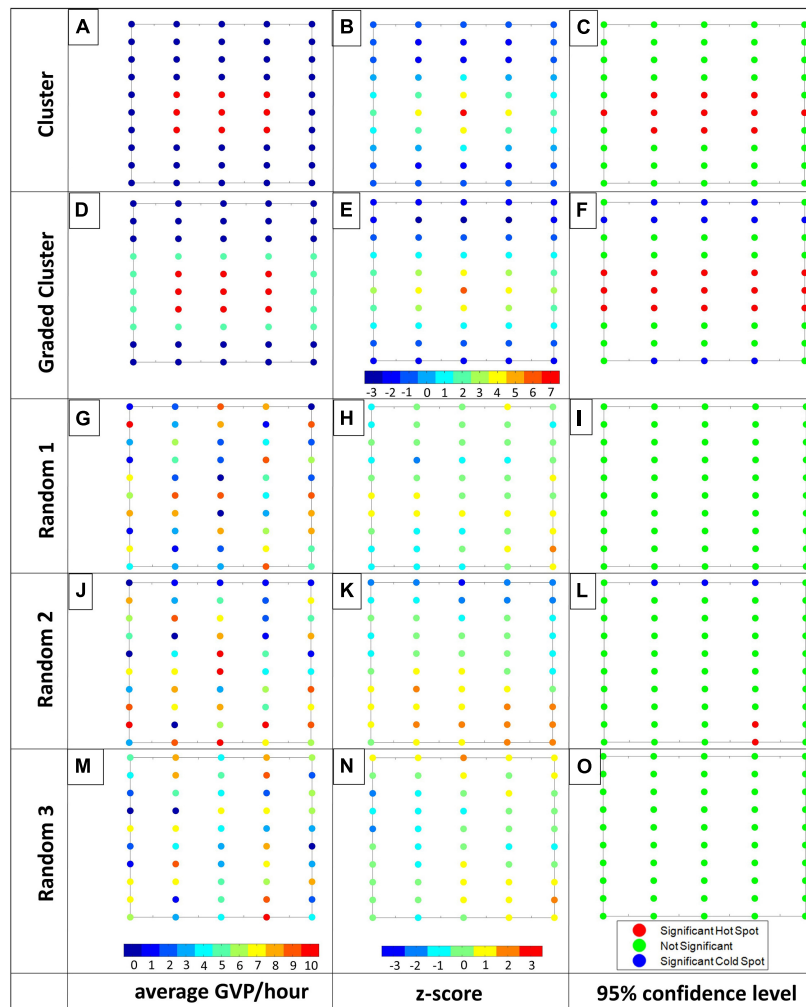 A
B
C
Cluster
D
E
F
Graded Cluster
-3 -2 -1 0 1 2 3 4 5 6 7
G
H
I
Random 1
J
K
L
Random 2
M
N
O
Random 3
0 1 2 3 4 5 6 7 8 9 10
-3 -2 -1 0 1 2 3
Significant Hot Spot
Not Significant
Significant Cold Spot
average GVP/hour
z-score
95% confidence level